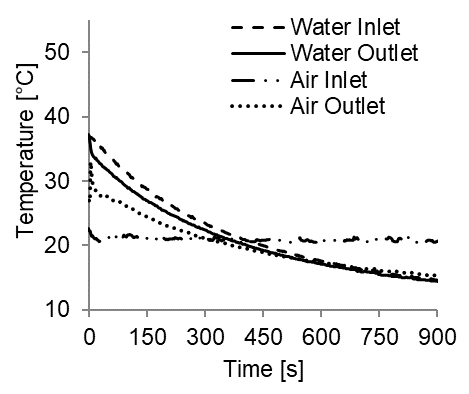 Water Inlet
Water Outlet
Air Inlet
Air Outlet
Temperature [°C]
50
40
30
20
10
0 150 300 450 600 750 900
Time [s]